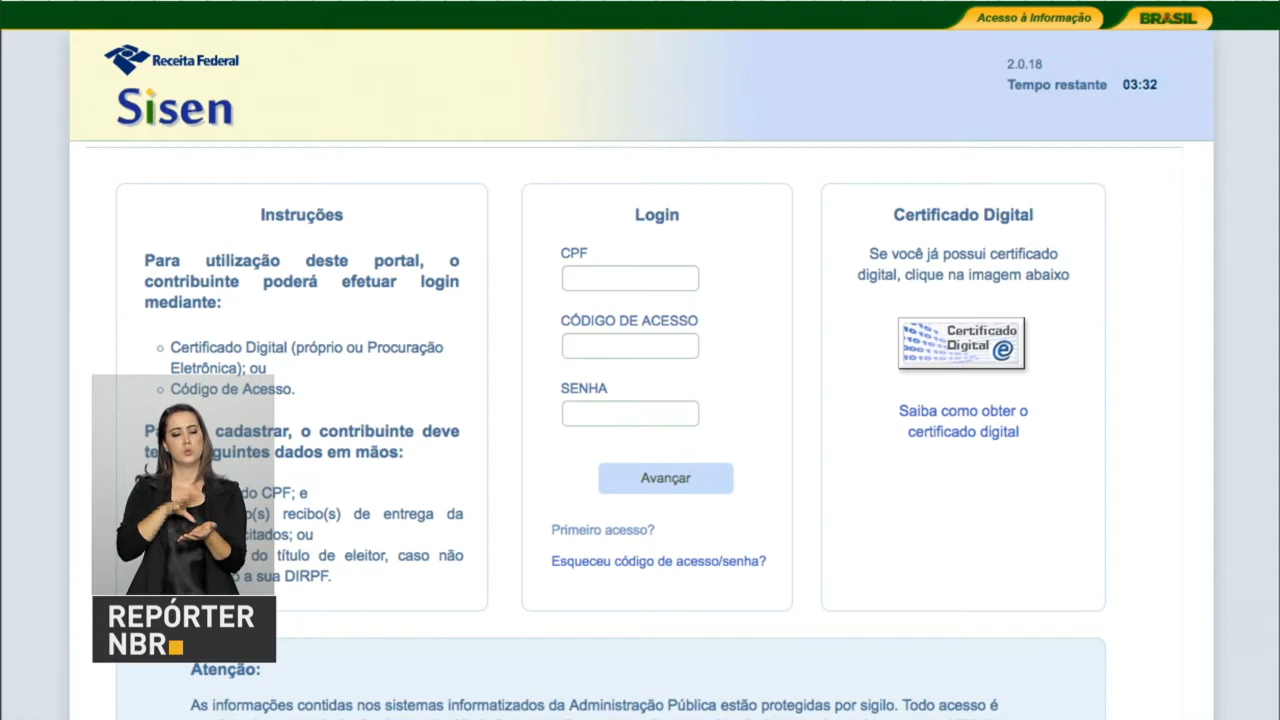 Acesso à Informação
BRASIL
Receita Federal
Sisen
2.0.18
Tempo restante 03:32
Instruções
Para utilização deste portal, o
contribuinte poderá efetuar login
mediante:
Certificado Digital (próprio ou Procuração
Eletrônica); ou
Código de Acesso.
cadastrar, o contribuinte deve
dados em mãos:
do CPF; e
recibo(s) de entrega da
ou
do título de eleitor, caso não
a sua DIRPF.
Login
CPF
CÓDIGO DE ACESSO
SENHA
Avançar
Primeiro acesso?
Esqueceu código de acesso/senha?
Certificado Digital
Se você já possui certificado
digital, clique na imagem abaixo
Certificado
Digital
Saiba como obter o
certificado digital
REPÓRTER
NBR
Atenção:
As informações contidas nos sistemas informatizados da Administração Pública estão protegidas por sigilo. Todo acesso é